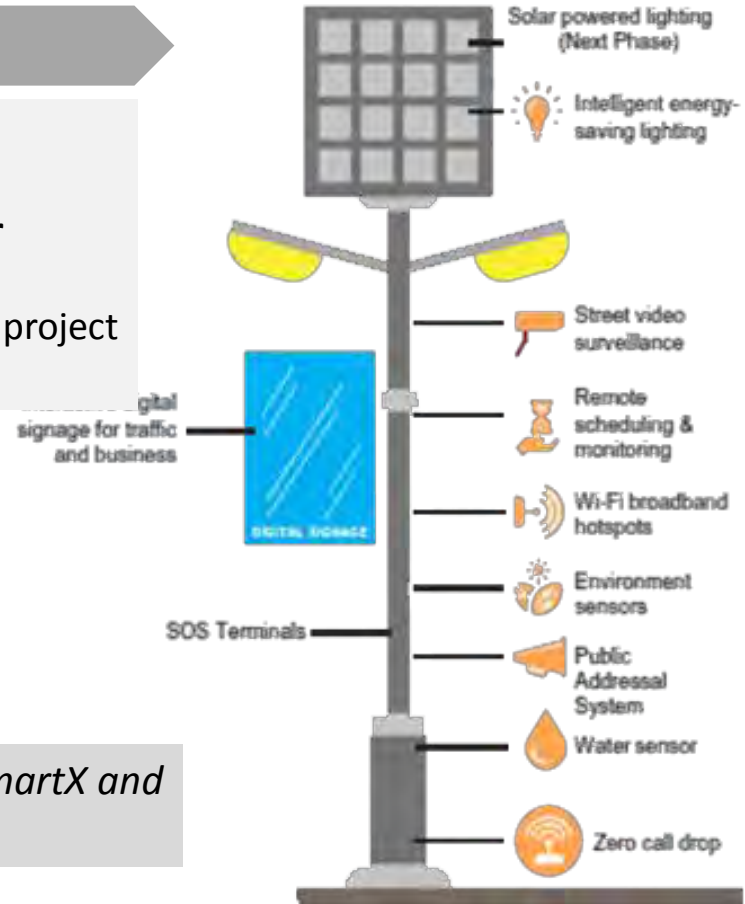 Solar powered lighting
(Next Phase)
Intelligent energy-
saving lighting
project
Street video
surveillance
Remote
scheduling &
monitoring
signage for traffic
and business
DIGITAL SIGNAGE
Wi-Fi broadband
hotspots
Environment
sensors
SOS Terminals
Public
Addressal
System
Water sensor
martX and
Zero call drop